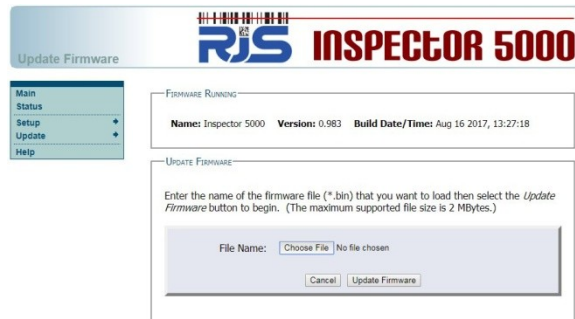 RJS INSPECTOR 5000
Update Firmware
Main
Status
Setup
Update
Help
FIRMWARE RUNNING
Name: Inspector 5000 Version: 0.983 Build Date/Time: Aug 16 2017, 13:27:18
UPDATE FIRMWARE
Enter the name of the firmware file (*.bin) that you want to load then select the Update
Firmware button to begin. (The maximum supported file size is 2 MBytes.)
File Name: Choose File No file chosen
Cancel Update Firmware